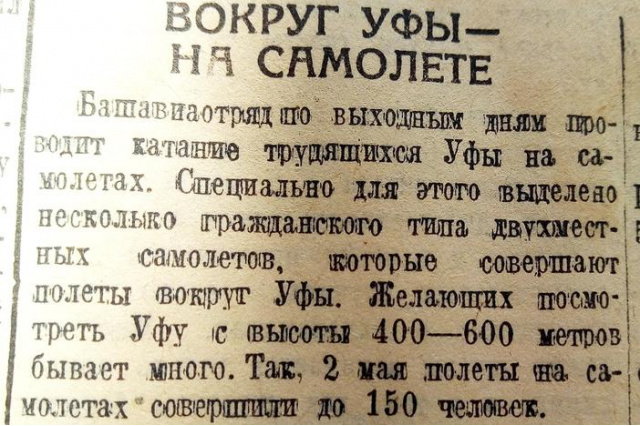 ВОКРУГ УФЫ—
НА САМОЛЕТЕ
Башавиаотряд по выходным дням про-
водит катание трудящихся Уфы на са-
молетах. Специально для этого выделено
несколько гражданского типа двухмест-
ных самолетов, которые совершают
полеты вокруг Уфы. Желающих посмо-
треть Уфу с высоты 400—600 метров
бывает много. Так, 2 мая полеты на са-
молетах совершили до 150 человек.